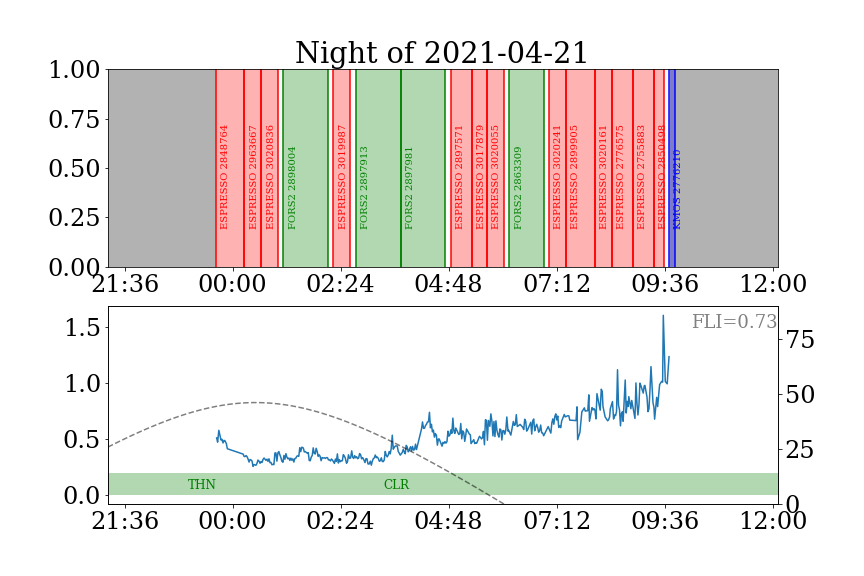 Night of 2021-04-21
1.00
0.75
0.50
0.25
0.00
ESPRESSO 2848764
ESPRESSO 2963667
ESPRESSO 3020836
FORS2 2898004
ESPRESSO 3019987
FORS2 2897913
FORS2 2897981
ESPRESSO 2897571
ESPRESSO 3017879
ESPRESSO 3020055
FORS2 2863309
ESPRESSO 3020241
ESPRESSO 2899905
ESPRESSO 3020161
ESPRESSO 2776575
ESPRESSO 2755883
ESPRESSO 2850498
KMOS 2776210
21:36 00:00 02:24 04:48 07:12 09:36 12:00
FLI=0.73
1.5
1.0
0.5
0.0
75
50
25
0
THN CLR
21:36 00:00 02:24 04:48 07:12 09:36 12:00